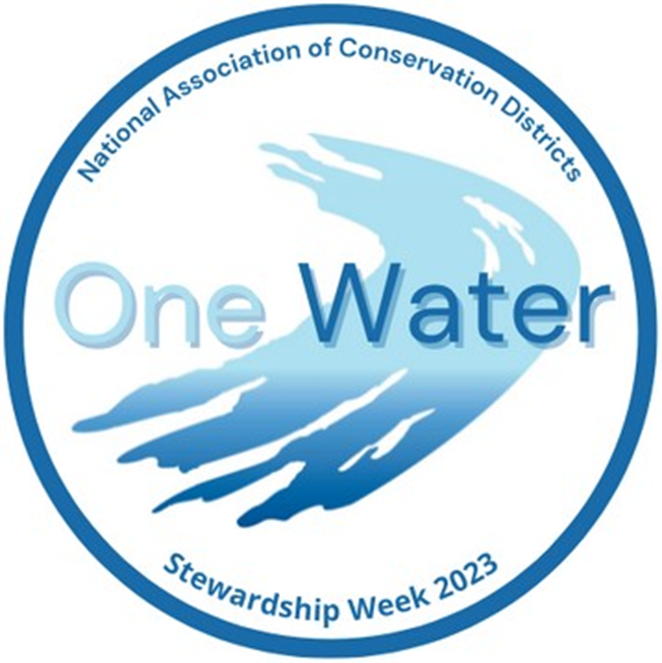 National Association of Conservation Districts
One Water
Stewardship Week 2023